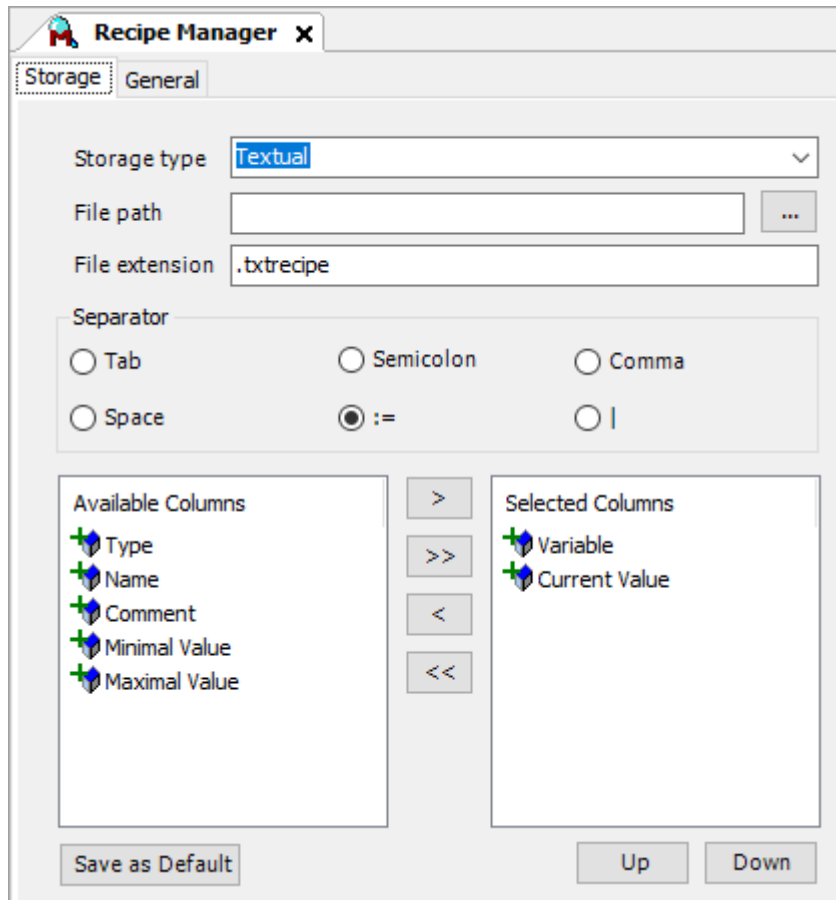 Recipe Manager x
Storage General
Storage type Textual
File path ...
File extension .txtrecipe
Separator
Tab Semicolon Comma
Space := |
Available Columns > Selected Columns
Type Variable
>>
Name Current Value
Comment <
Minimal Value
Maximal Value <<
Save as Default Up Down